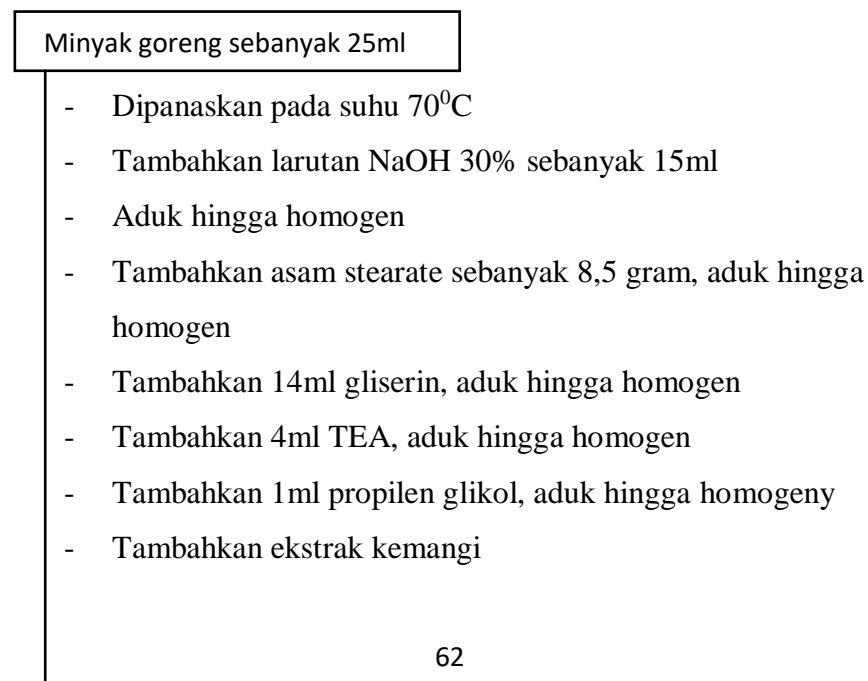 Minyak goreng sebanyak 25ml
- Dipanaskan pada suhu 70⁰C
- Tambahkan larutan NaOH 30% sebanyak 15ml
- Aduk hingga homogen
- Tambahkan asam stearate sebanyak 8,5 gram, aduk hingga
homogen
- Tambahkan 14ml gliserin, aduk hingga homogen
- Tambahkan 4ml TEA, aduk hingga homogen
- Tambahkan 1ml propilen glikol, aduk hingga homogeny
- Tambahkan ekstrak kemangi
62